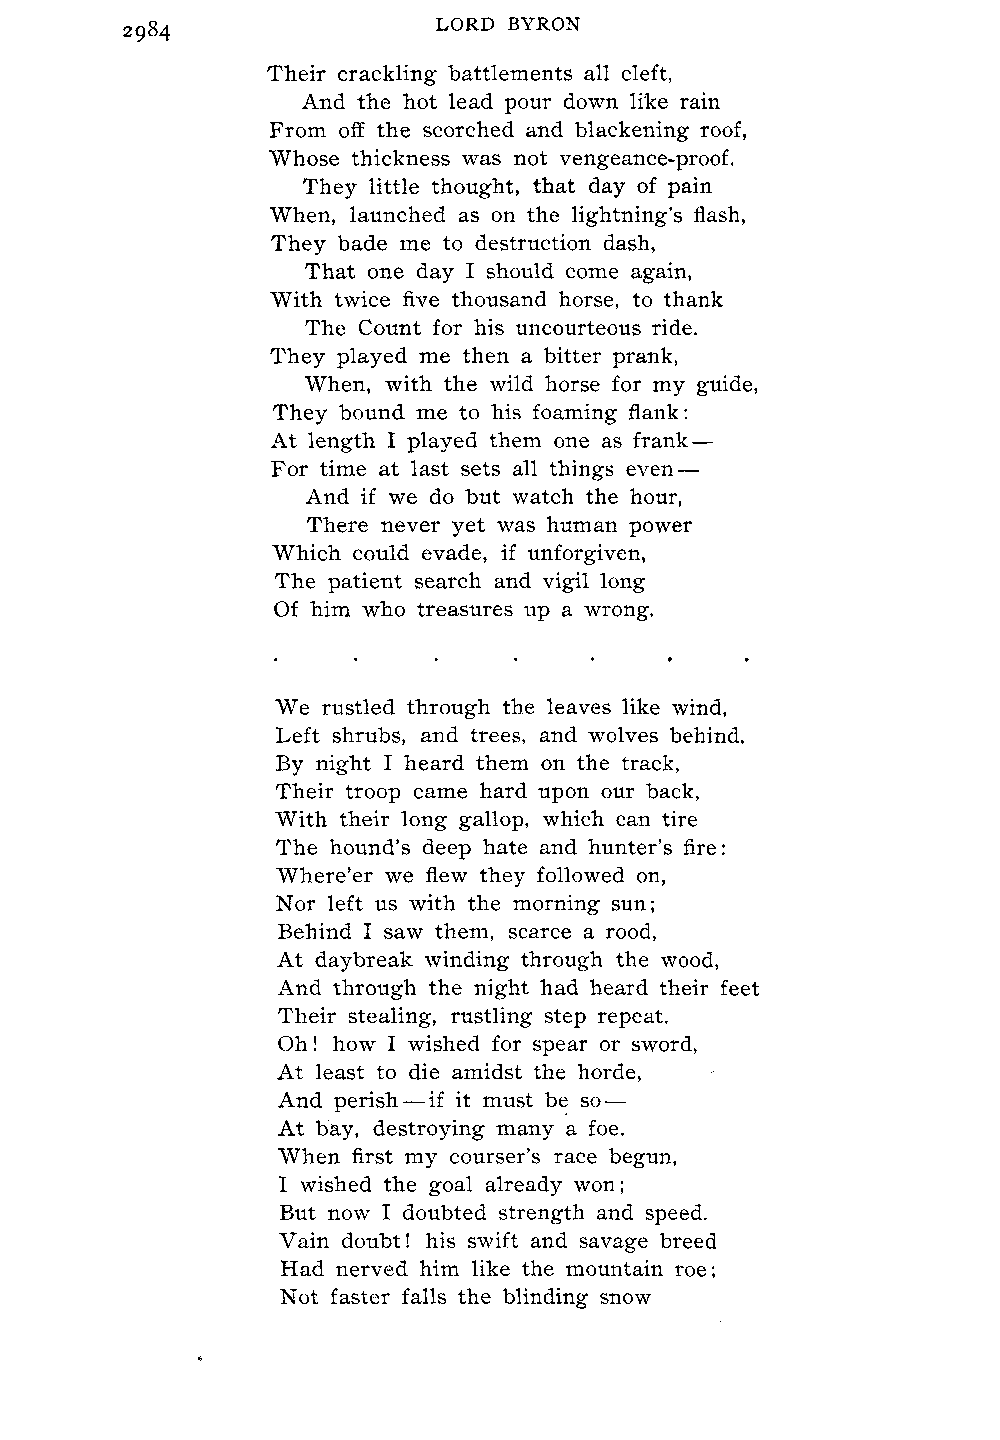 2984
LORD BYRON
Their crackling battlements all cleft,
And the hot lead pour down like rain
From off the scorched and blackening roof,
Whose thickness was not vengeance-proof.
They little thought, that day of pain
When, launched as on the lightning's flash,
They bade me to destruction dash,
That one day I should come again,
With twice five thousand horse, to thank
The Count for his uncourteous ride.
They played me then a bitter prank,
When, with the wild horse for my guide,
They bound me to his foaming flank:
At length I played them one as frank—
For time at last sets all things even—
And if we do but watch the hour,
There never yet was human power
Which could evade, if unforgiven,
The patient search and vigil long
Of him who treasures up a wrong.
. . . . . . .
We rustled through the leaves like wind,
Left shrubs, and trees, and wolves behind.
By night I heard them on the track,
Their troop came hard upon our back,
With their long gallop, which can tire
The hound's deep hate and hunter's fire:
Where'er we flew they followed on,
Nor left us with the morning sun;
Behind I saw them, scarce a rood,
At daybreak winding through the wood,
And through the night had heard their feet
Their stealing, rustling step repeat.
Oh! how I wished for spear or sword,
At least to die amidst the horde,
And perish—if it must be so—
At bay, destroying many a foe.
When first my courser's race begun,
I wished the goal already won;
But now I doubted strength and speed.
Vain doubt! his swift and savage breed
Had nerved him like the mountain roe;
Not faster falls the blinding snow